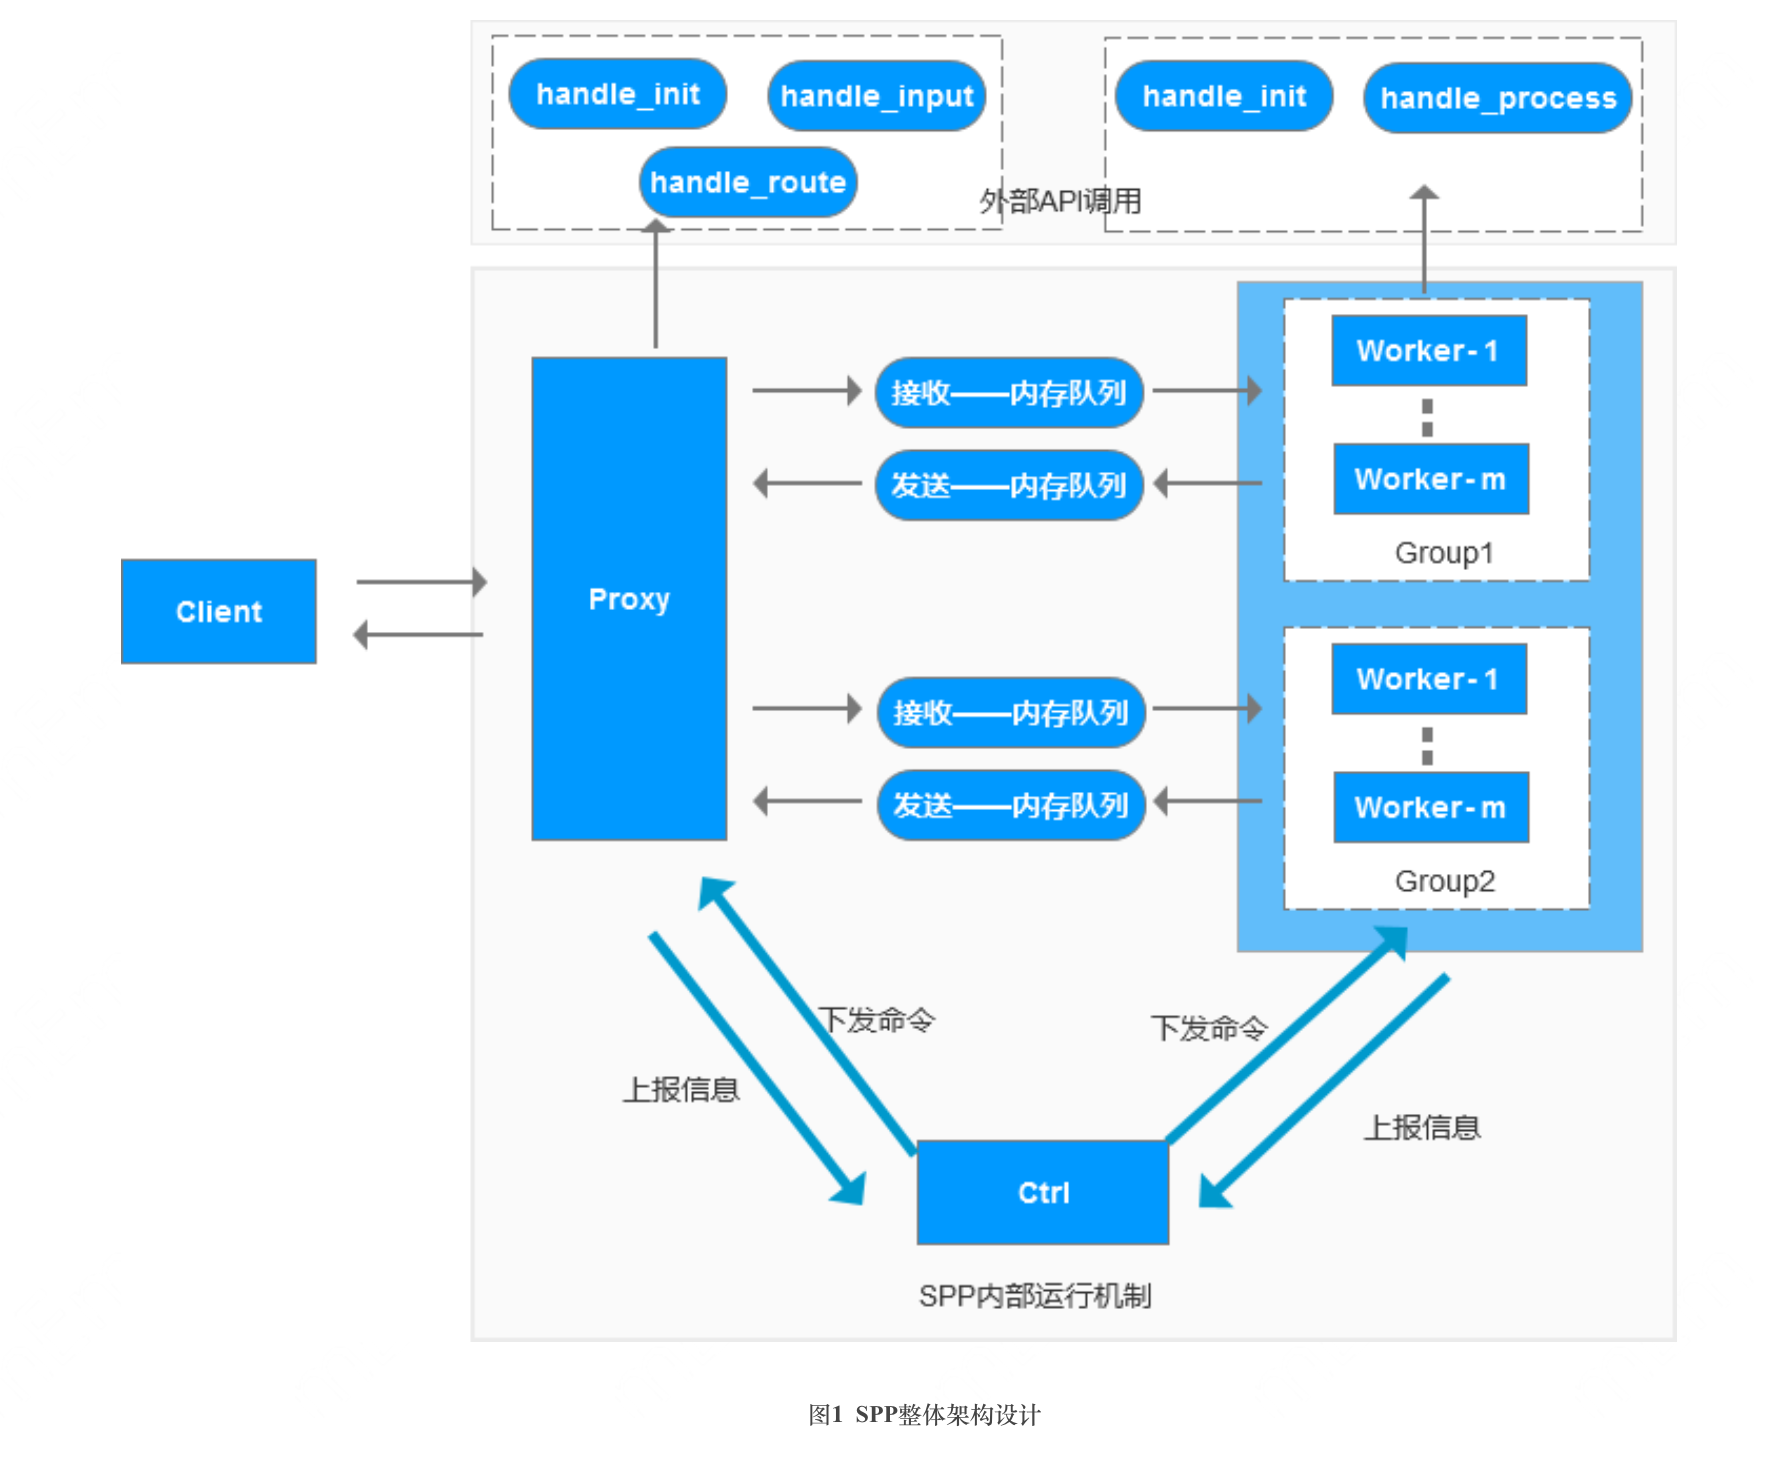 handle_init
handle_input
handle_route
handle_init
handle_process
外部API调用
Client
Proxy
接收——内存队列
发送——内存队列
接收——内存队列
发送——内存队列
Worker-1
Worker-m
Group1
Worker-1
Worker-m
Group2
下发命令
上报信息
下发命令
上报信息
Ctrl
SPP内部运行机制
图1 SPP整体架构设计